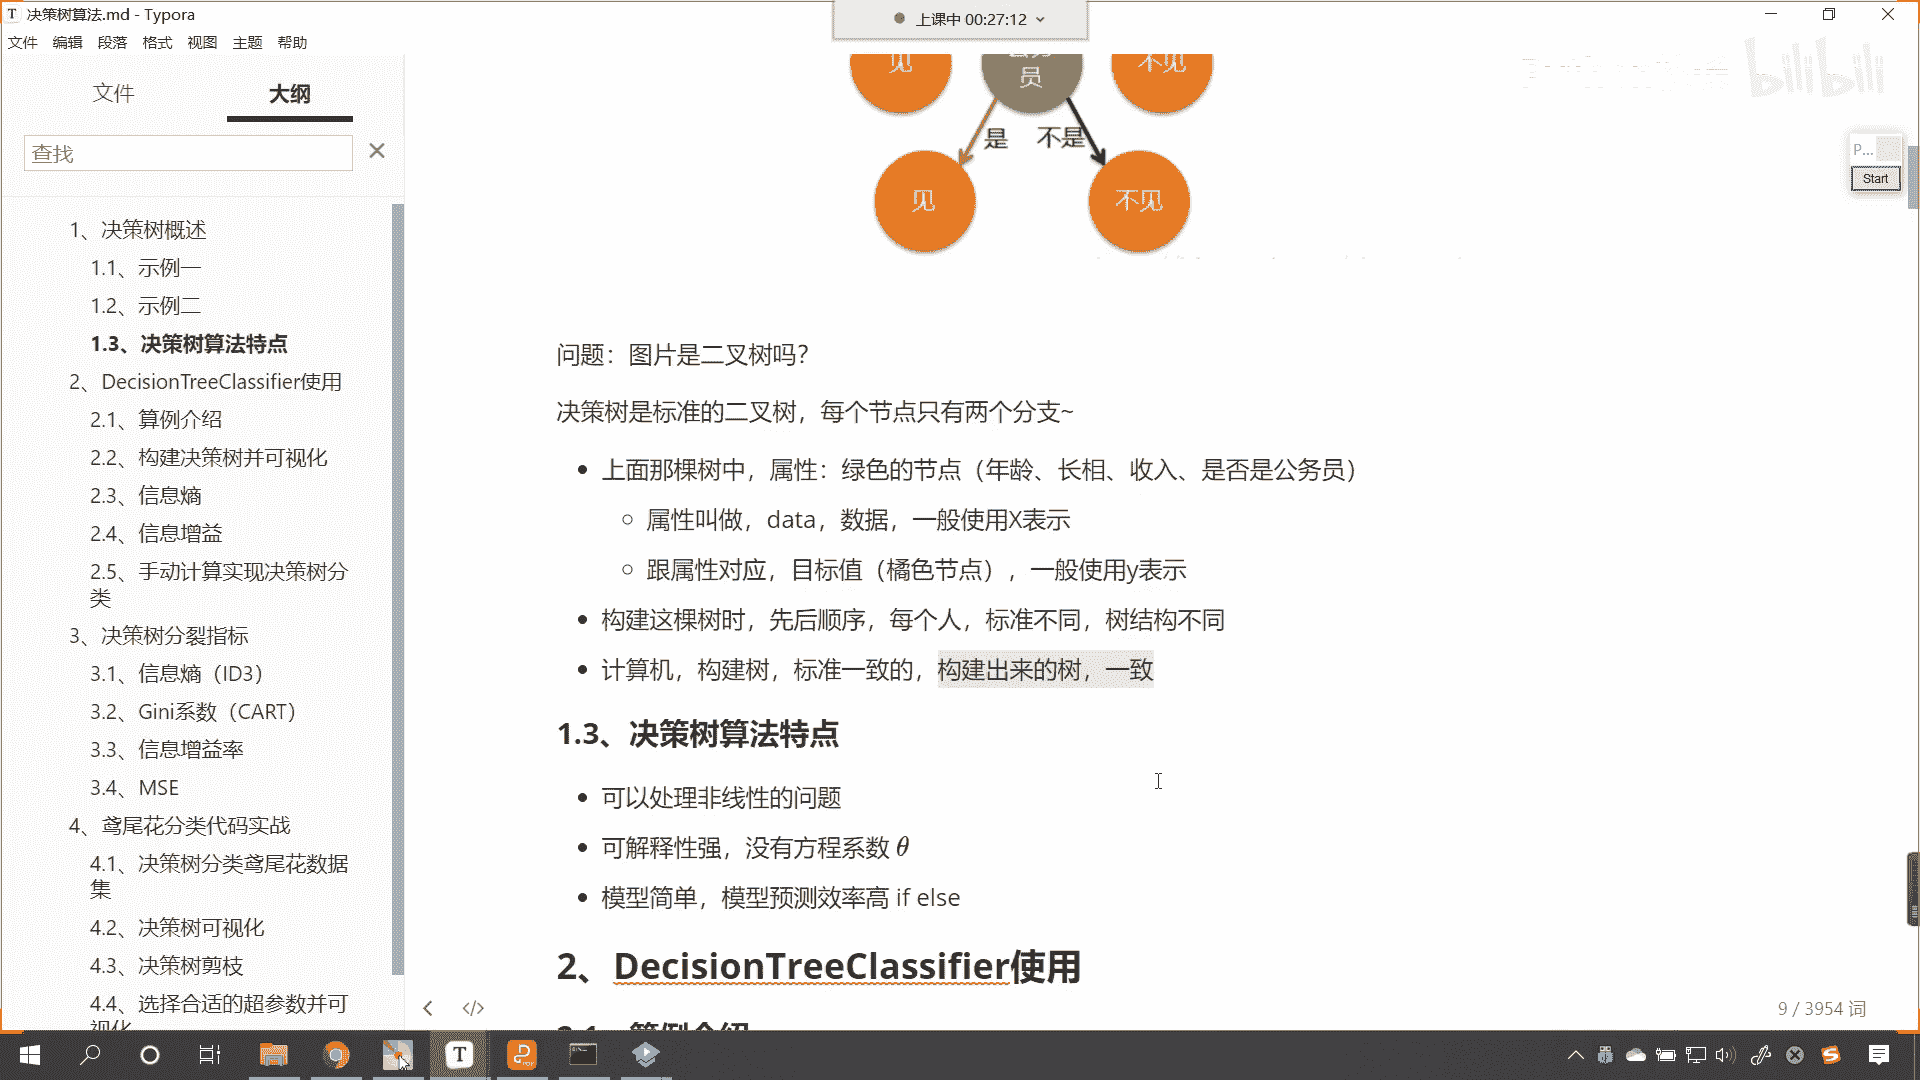 决策树算法.md - Typora
上课中 00:27:12
文件 编辑 段落 格式 视图 主题 帮助
bilibili
文件 大纲
查找
1、决策树概述
1.1、示例一
1.2、示例二
1.3、决策树算法特点
2、DecisionTreeClassifier使用
2.1、算例介绍
2.2、构建决策树并可视化
2.3、信息熵
2.4、信息增益
2.5、手动计算实现决策树分
类
3、决策树分裂指标
3.1、信息熵（ID3）
3.2、Gini系数（CART）
3.3、信息增益率
3.4、MSE
4、鸢尾花分类代码实战
4.1、决策树分类鸢尾花数据
集
4.2、决策树可视化
4.3、决策树剪枝
4.4、选择合适的超参数并可
视化
见 员 不见
是 不是
见 不见
P...
Start
问题：图片是二叉树吗？
决策树是标准的二叉树，每个节点只有两个分支~
上面那棵树中，属性：绿色的节点（年龄、长相、收入、是否是公务员）
属性叫做，data，数据，一般使用X表示
跟属性对应，目标值（橘色节点），一般使用y表示
构建这棵树时，先后顺序，每个人，标准不同，树结构不同
计算机，构建树，标准一致的，构建出来的树，一致
1.3、决策树算法特点
可以处理非线性的问题
可解释性强，没有方程系数 θ
模型简单，模型预测效率高 if else
2、DecisionTreeClassifier使用
2.1、算例介绍
9 / 3954 词